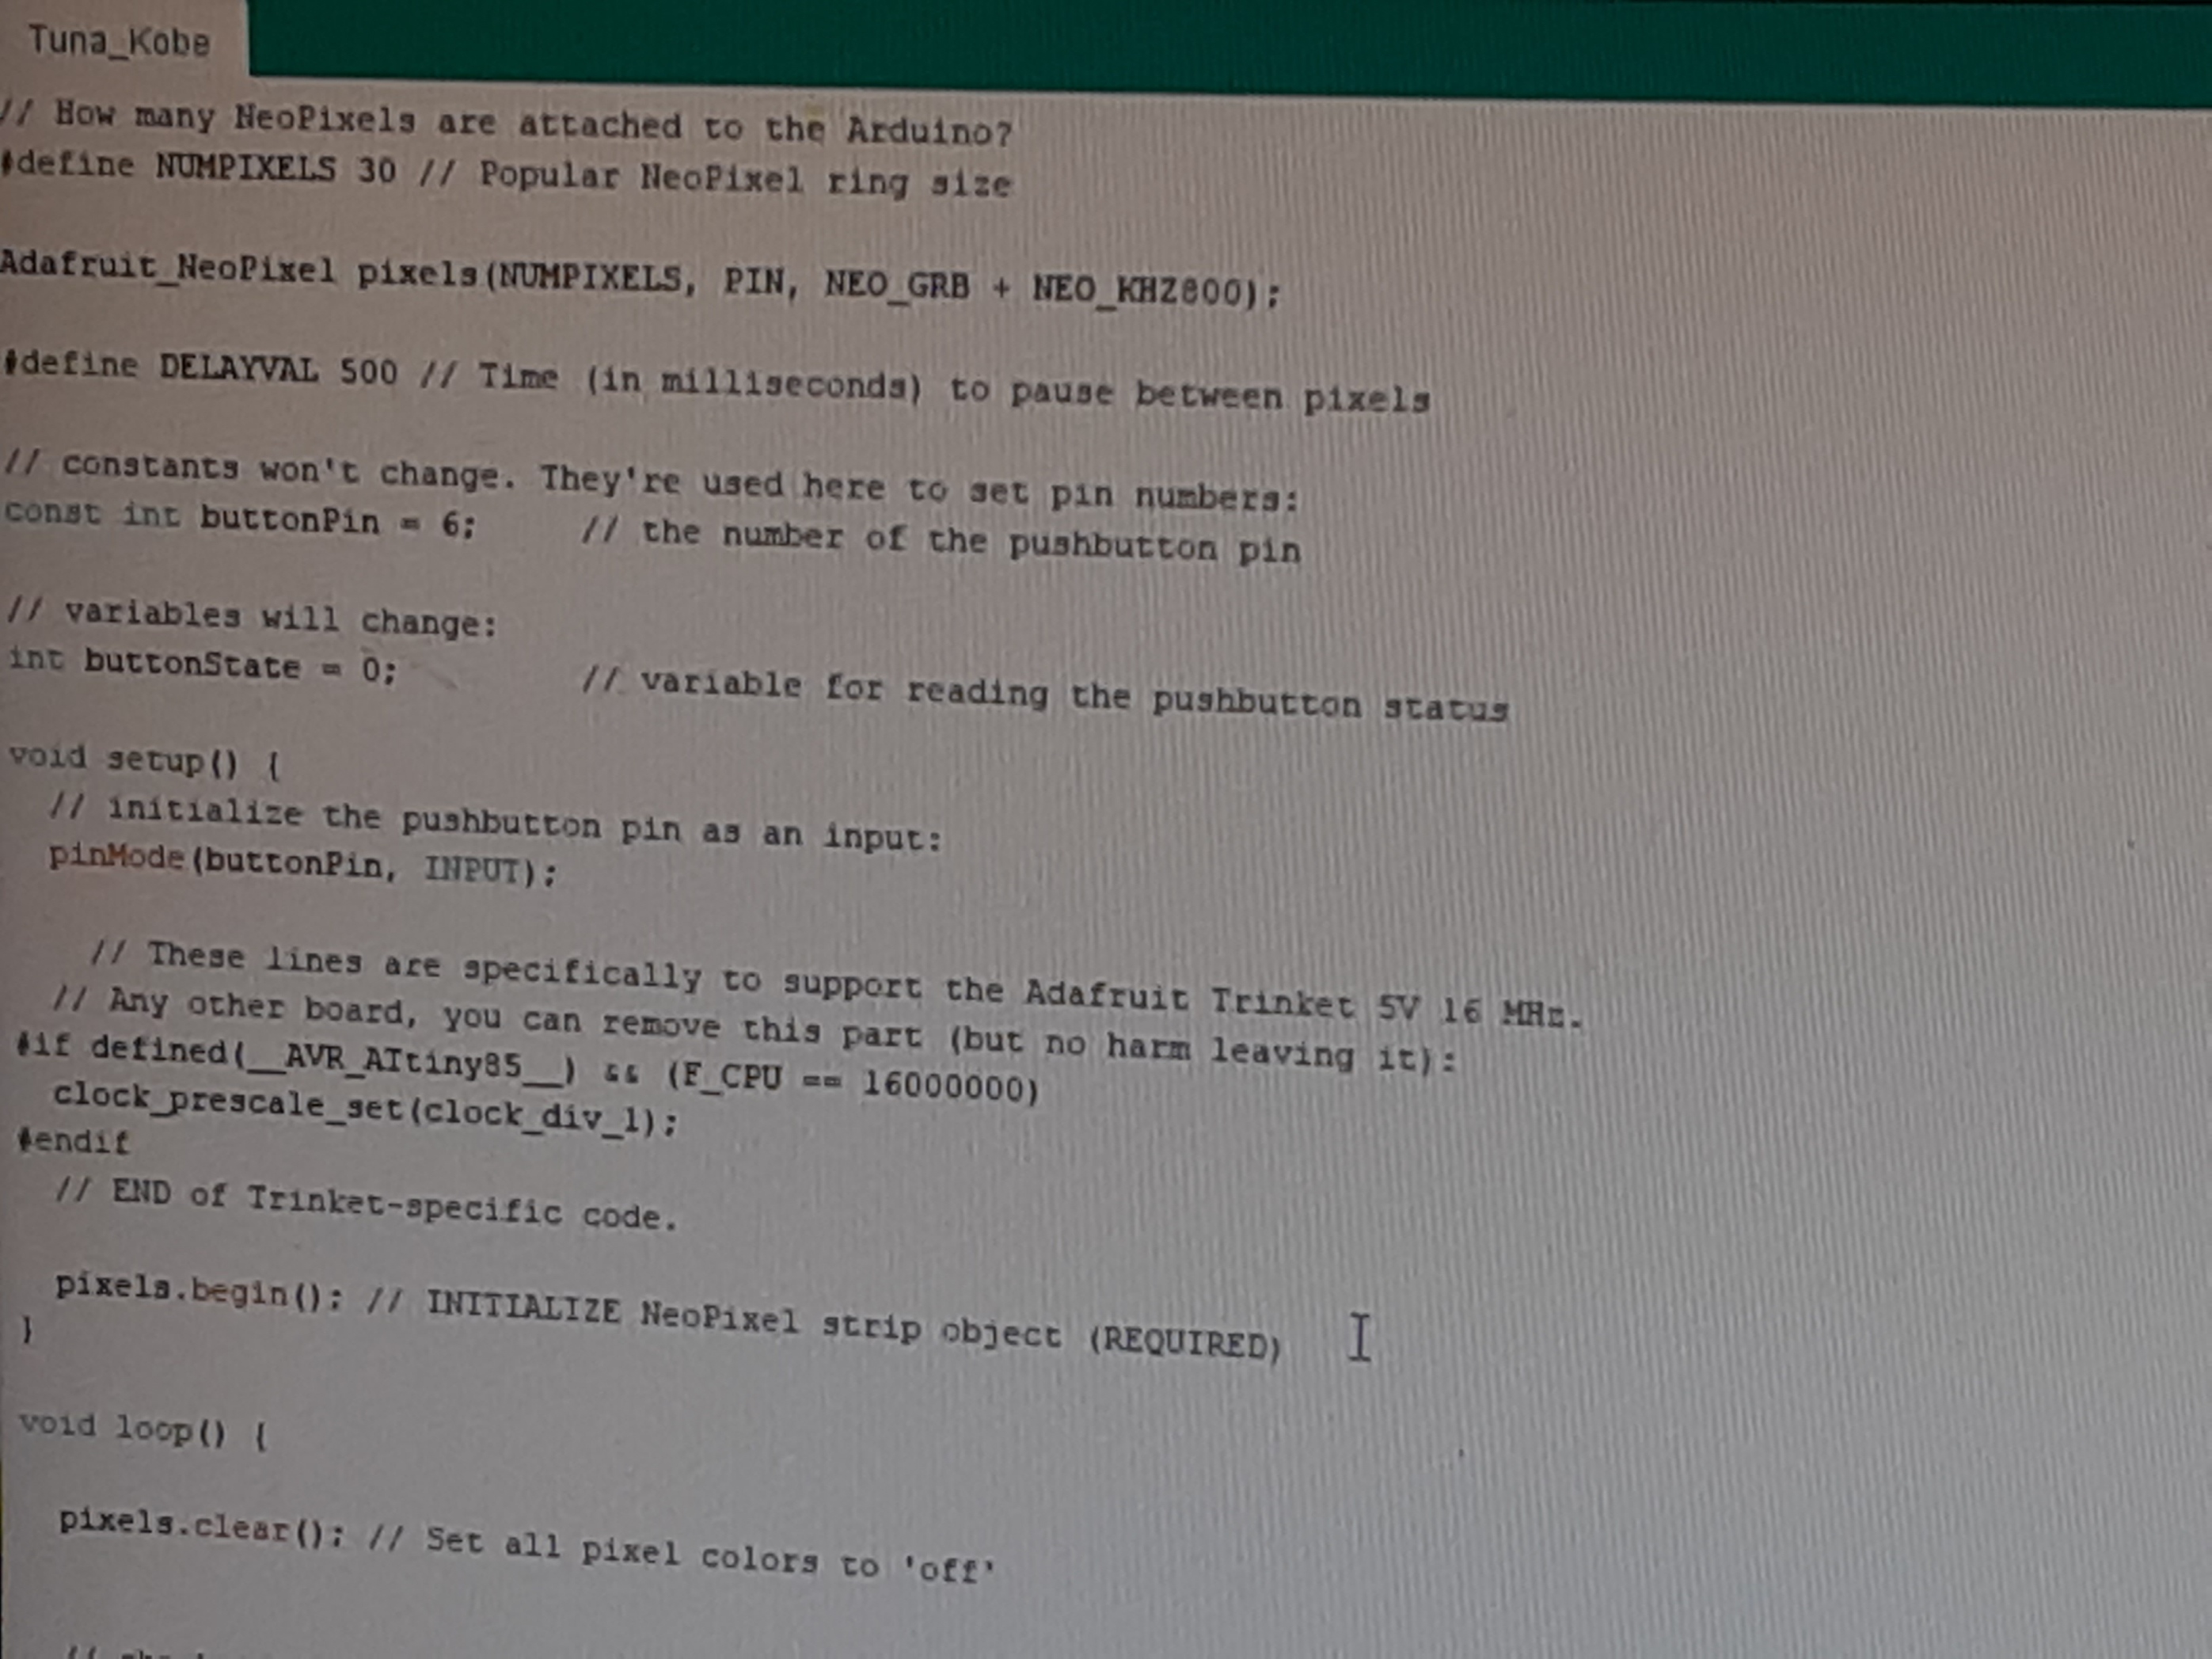 Tuna_Kobe
// How many NeoPixels are attached to the Arduino?
#define NUMPIXELS 30 // Popular NeoPixel ring size
Adafruit_NeoPixel pixels(NUMPIXELS, PIN, NEO_GRB + NEO_KHZ800);
#define DELAYVAL 500 // Time (in milliseconds) to pause between pixels
// constants won't change. They're used here to set pin numbers:
const int buttonPin = 6;     // the number of the pushbutton pin
// variables will change:
int buttonState = 0;         // variable for reading the pushbutton status
void setup() {
  // initialize the pushbutton pin as an input:
  pinMode(buttonPin, INPUT);
    // These lines are specifically to support the Adafruit Trinket 5V 16 MHz.
  // Any other board, you can remove this part (but no harm leaving it):
#if defined(__AVR_ATtiny85__) && (F_CPU == 16000000)
  clock_prescale_set(clock_div_1);
#endif
  // END of Trinket-specific code.
  pixels.begin(); // INITIALIZE NeoPixel strip object (REQUIRED)
}
void loop() {
  pixels.clear(); // Set all pixel colors to 'off'
  //